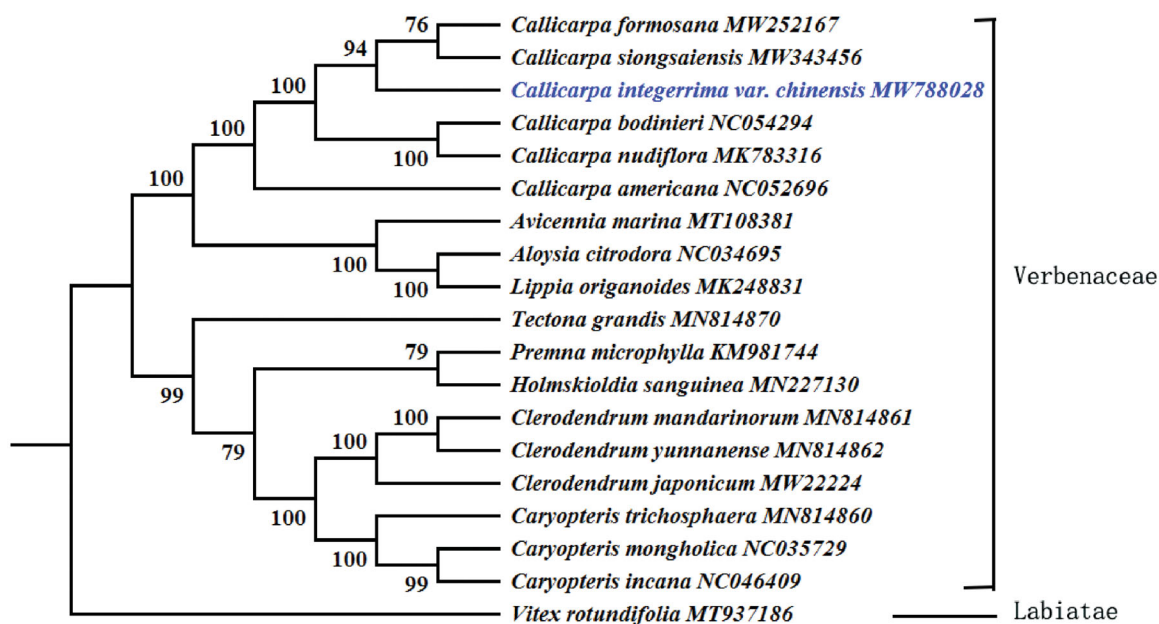 76
Callicarpa formosana MW252167
94
Callicarpa siongsaiensis MW343456
100
Callicarpa integerrima var. chinensis MW788028
100
Callicarpa bodinieri NC054294
100
Callicarpa nudiflora MK783316
100
Callicarpa americana NC052696
Avicennia marina MT108381
100
Aloysia citrodora NC034695
100
Lippia origanoides MK248831
Verbenaceae
Tectona grandis MN814870
79
Premna microphylla KM981744
99
Holmskioldia sanguinea MN227130
100
Clerodendrum mandarinorum MN814861
79
100
Clerodendrum yunnanense MN814862
Clerodendrum japonicum MW22224
100
Caryopteris trichosphaera MN814860
100
Caryopteris mongholica NC035729
99
Caryopteris incana NC046409
Vitex rotundifolia MT937186
Labiatae